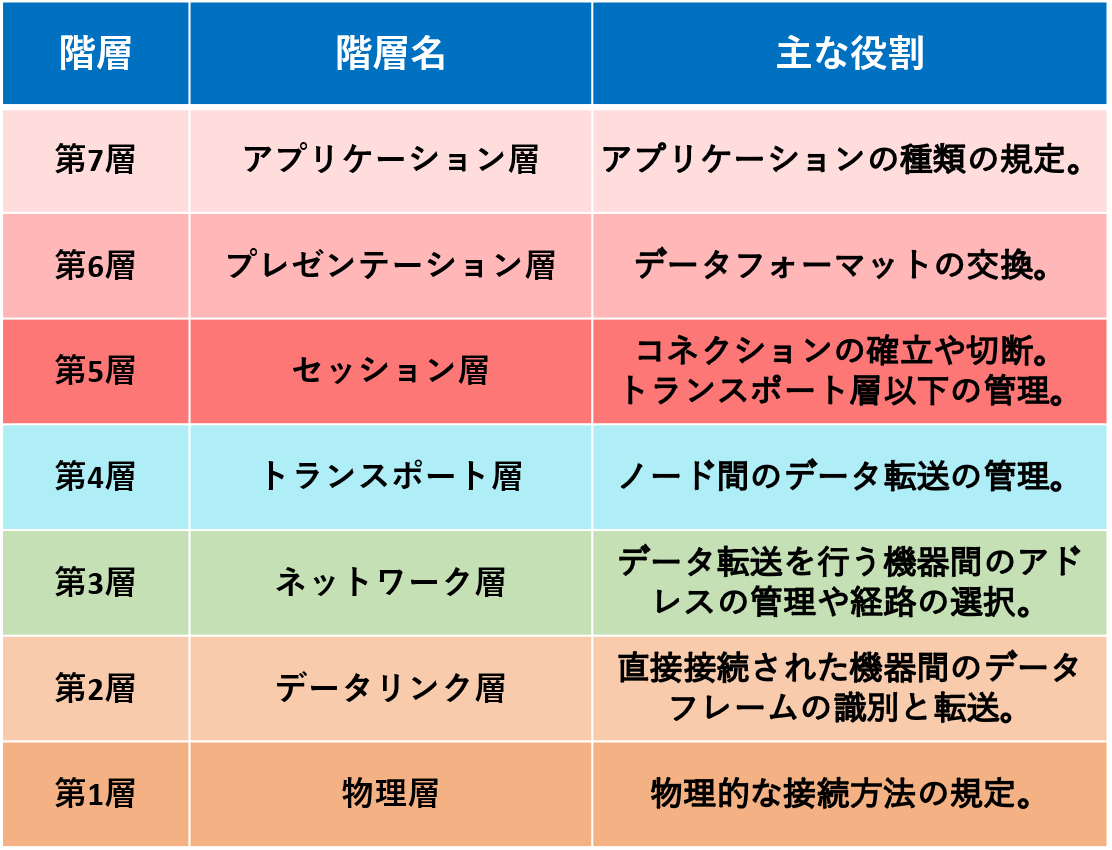 階層 階層名 主な役割
第7層 アプリケーション層 アプリケーションの種類の規定。
第6層 プレゼンテーション層 データフォーマットの交換。
第5層 セッション層 コネクションの確立や切断。
トランスポート層以下の管理。
第4層 トランスポート層 ノード間のデータ転送の管理。
第3層 ネットワーク層 データ転送を行う機器間のアド
レスの管理や経路の選択。
第2層 データリンク層 直接接続された機器間のデータ
フレームの識別と転送。
第1層 物理層 物理的な接続方法の規定。